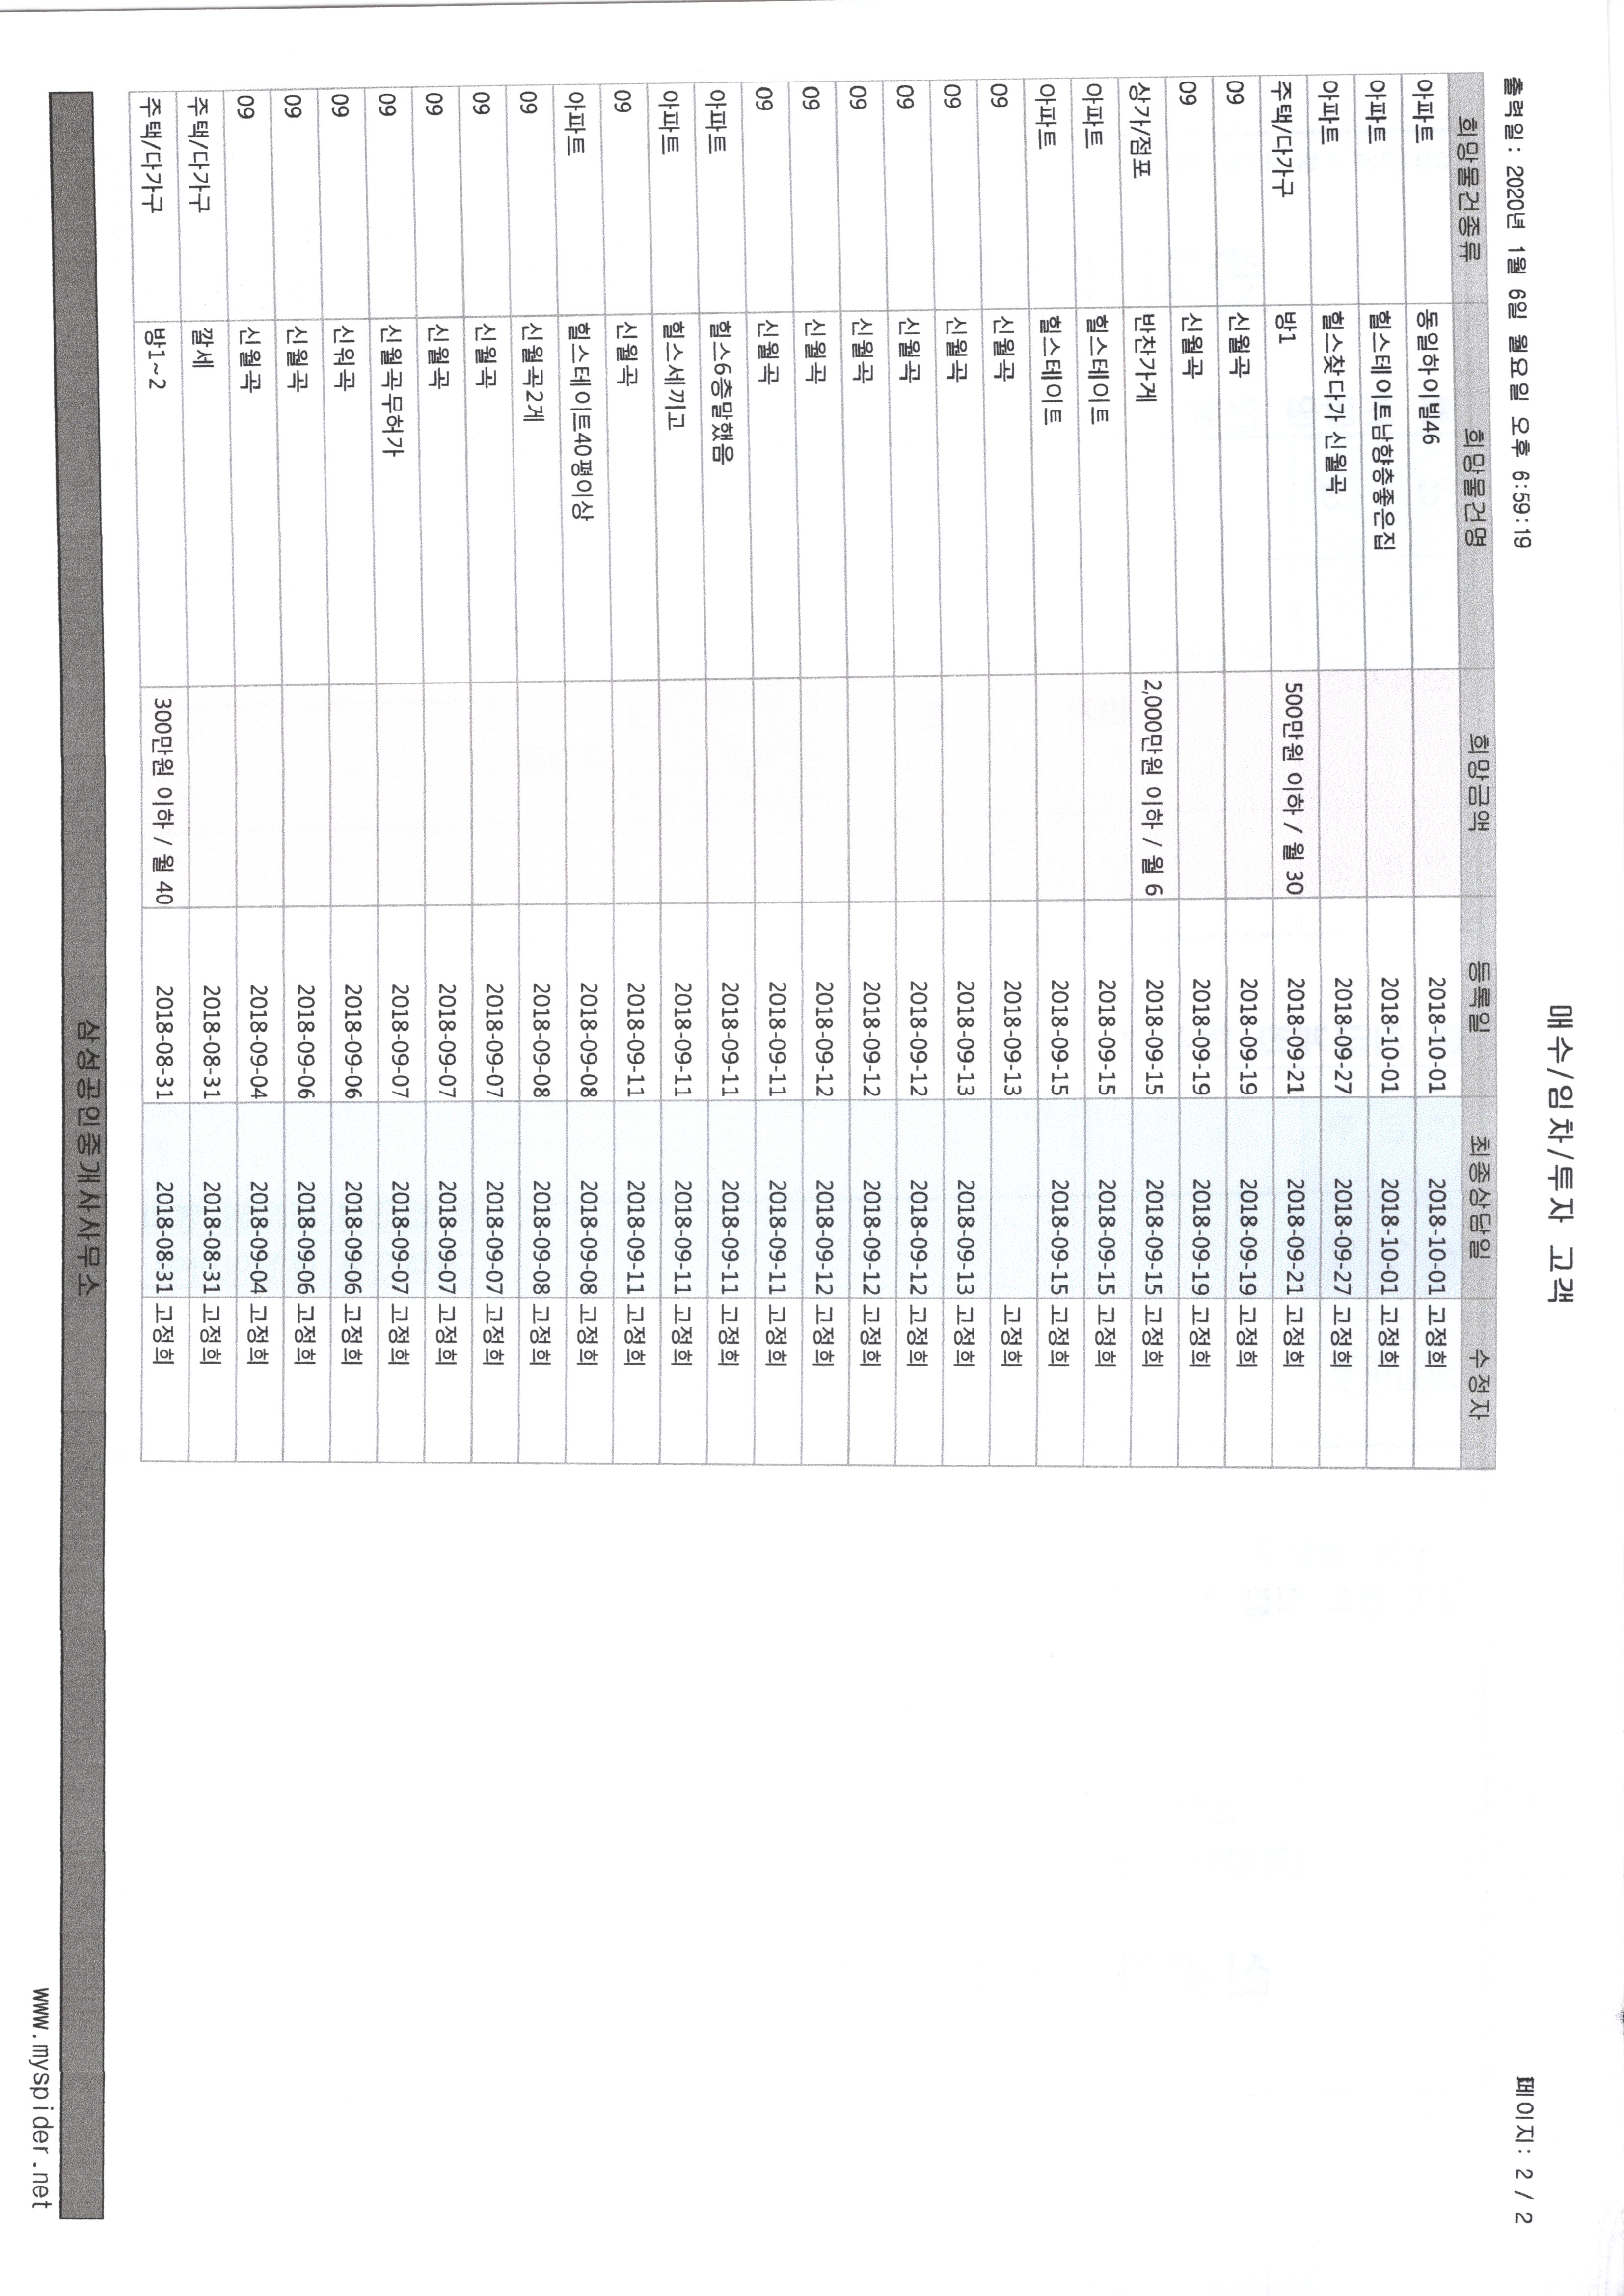 매수/임차/투자 고객
출력일: 2020년 1월 6일 월요일 오후 6:59:19
페이지: 2 / 2
희망물건종류 희망물건명 희망금액 등록일 최종상담일 수정자
아파트 동일하이빌46 2018-10-01 2018-10-01 고정희
아파트 힐스테이트남향층좋은집 2018-10-01 2018-10-01 고정희
아파트 힐스찾다가 신월곡 2018-09-27 2018-09-27 고정희
주택/다가구 방1 500만원 이하 / 월 30 2018-09-21 2018-09-21 고정희
09 신월곡 2018-09-19 2018-09-19 고정희
09 신월곡 2018-09-19 2018-09-19 고정희
상가/점포 반찬가게 2,000만원 이하 / 월 6 2018-09-15 2018-09-15 고정희
아파트 힐스테이트 2018-09-15 2018-09-15 고정희
아파트 힐스테이트 2018-09-15 2018-09-15 고정희
09 신월곡 2018-09-13 고정희
09 신월곡 2018-09-13 2018-09-13 고정희
09 신월곡 2018-09-12 2018-09-12 고정희
09 신월곡 2018-09-12 2018-09-12 고정희
09 신월곡 2018-09-12 2018-09-12 고정희
09 신월곡 2018-09-11 2018-09-11 고정희
아파트 힐스6층말했음 2018-09-11 2018-09-11 고정희
아파트 힐스세끼고 2018-09-11 2018-09-11 고정희
09 신월곡 2018-09-11 2018-09-11 고정희
아파트 힐스테이트40평이상 2018-09-08 2018-09-08 고정희
09 신월곡2게 2018-09-08 2018-09-08 고정희
09 신월곡 2018-09-07 2018-09-07 고정희
09 신월곡 2018-09-07 2018-09-07 고정희
09 신월곡무허가 2018-09-07 2018-09-07 고정희
09 신워곡 2018-09-06 2018-09-06 고정희
09 신월곡 2018-09-06 2018-09-06 고정희
09 신월곡 2018-09-04 2018-09-04 고정희
주택/다가구 깔세 2018-08-31 2018-08-31 고정희
주택/다가구 방1~2 300만원 이하 / 월 40 2018-08-31 2018-08-31 고정희
삼성공인중개사사무소
www.myspider.net